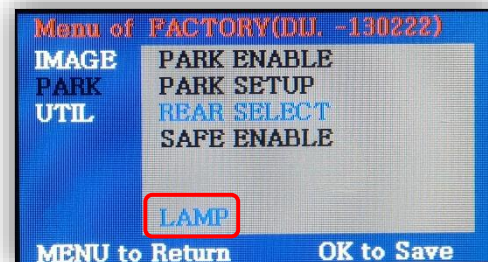 Menu of FACTORY(DU. -130222)
IMAGE PARK ENABLE
PARK PARK SETUP
UTIL REAR SELECT
SAFE ENABLE
LAMP
MENU to Return OK to Save